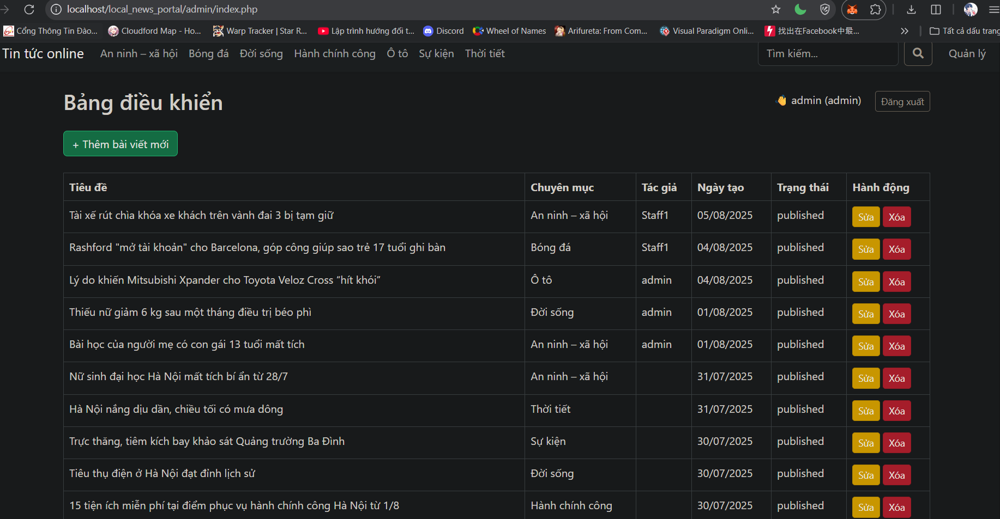 localhost/local_news_portal/admin/index.php
Cổng Thông Tin Đào... Cloudford Map - Ho... Warp Tracker | Star R... Lập trình hướng đối t... Discord Wheel of Names Arifureta: From Com... Visual Paradigm Onli... 找出在Facebook中最... Tất cả dấu trang
Tin tức online An ninh – xã hội Bóng đá Đời sống Hành chính công Ô tô Sự kiện Thời tiết Tìm kiếm... Quản lý
Bảng điều khiển 👋 admin (admin) Đăng xuất
+ Thêm bài viết mới
Tiêu đề Chuyên mục Tác giả Ngày tạo Trạng thái Hành động
Tài xế rút chìa khóa xe khách trên vành đai 3 bị tạm giữ An ninh – xã hội Staff1 05/08/2025 published Sửa Xóa
Rashford "mở tài khoản" cho Barcelona, góp công giúp sao trẻ 17 tuổi ghi bàn Bóng đá Staff1 04/08/2025 published Sửa Xóa
Lý do khiến Mitsubishi Xpander cho Toyota Veloz Cross “hít khói” Ô tô admin 04/08/2025 published Sửa Xóa
Thiếu nữ giảm 6 kg sau một tháng điều trị béo phì Đời sống admin 01/08/2025 published Sửa Xóa
Bài học của người mẹ có con gái 13 tuổi mất tích An ninh – xã hội admin 01/08/2025 published Sửa Xóa
Nữ sinh đại học Hà Nội mất tích bí ẩn từ 28/7 An ninh – xã hội 31/07/2025 published Sửa Xóa
Hà Nội nắng dịu dần, chiều tối có mưa dông Thời tiết 31/07/2025 published Sửa Xóa
Trực thăng, tiêm kích bay khảo sát Quảng trường Ba Đình Sự kiện 30/07/2025 published Sửa Xóa
Tiêu thụ điện ở Hà Nội đạt đỉnh lịch sử Đời sống 30/07/2025 published Sửa Xóa
15 tiện ích miễn phí tại điểm phục vụ hành chính công Hà Nội từ 1/8 Hành chính công 30/07/2025 published Sửa Xóa